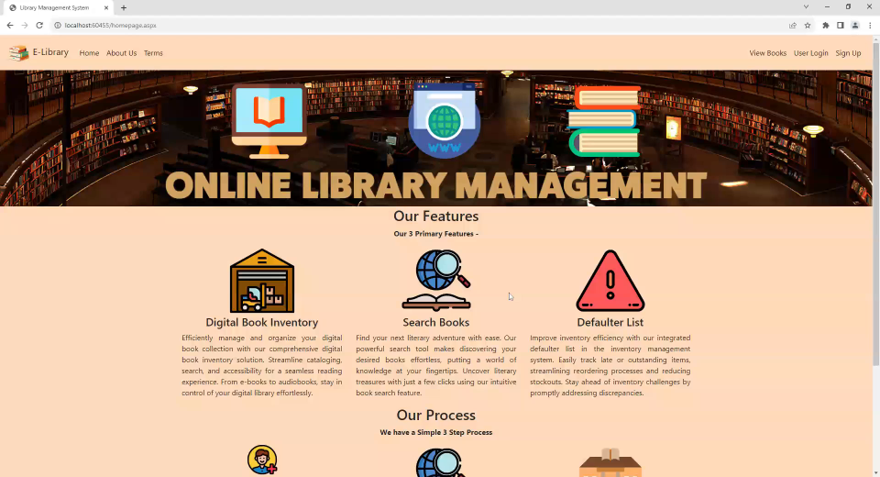 Library Management System
localhost:60455/homepage.aspx
E-Library Home About Us Terms View Books User Login Sign Up
WWW
ONLINE LIBRARY MANAGEMENT
Our Features
Our 3 Primary Features -
Digital Book Inventory
Efficiently manage and organize your digital
book collection with our comprehensive digital
book inventory solution. Streamline cataloging,
search, and accessibility for a seamless reading
experience. From e-books to audiobooks, stay in
control of your digital library effortlessly.
Search Books
Find your next literary adventure with ease. Our
powerful search tool makes discovering your
desired books effortless, putting a world of
knowledge at your fingertips. Uncover literary
treasures with just a few clicks using our intuitive
book search feature.
Defaulter List
Improve inventory efficiency with our integrated
defaulter list in the inventory management
system. Easily track late or outstanding items,
streamlining reordering processes and reducing
stockouts. Stay ahead of inventory challenges by
promptly addressing discrepancies.
Our Process
We have a Simple 3 Step Process